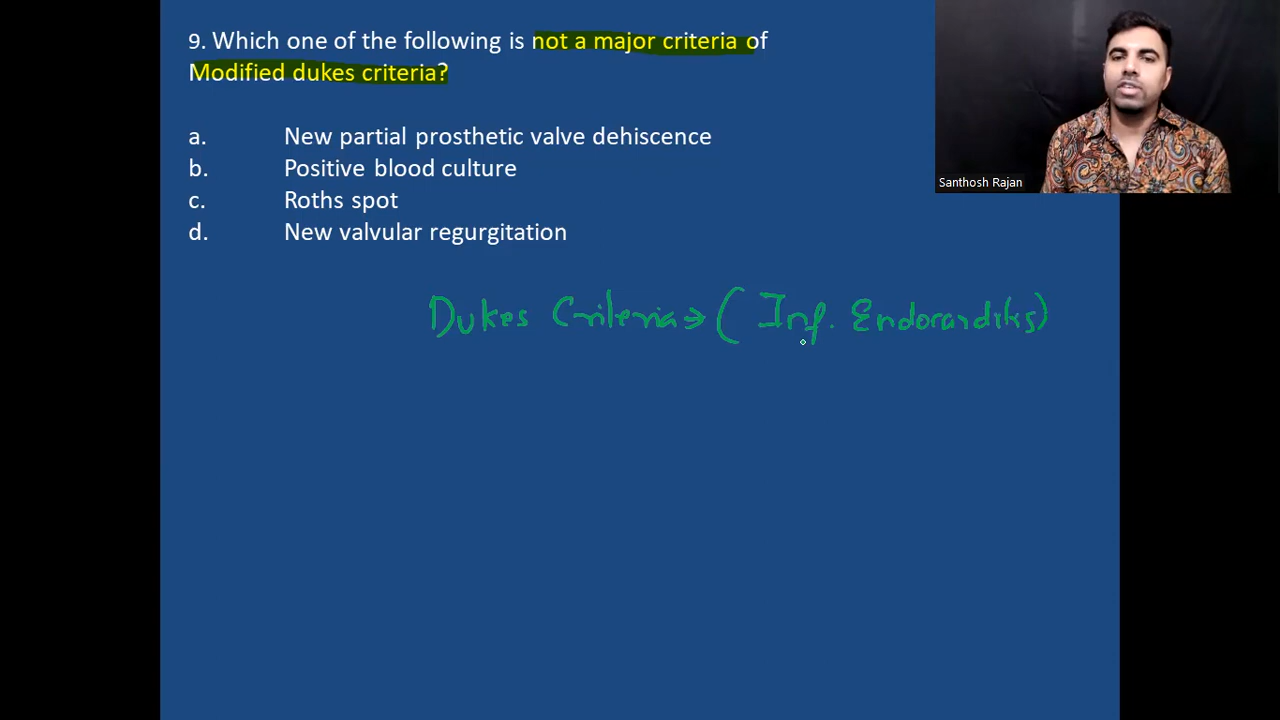 9. Which one of the following is not a major criteria of
Modified dukes criteria?
a. New partial prosthetic valve dehiscence
b. Positive blood culture
c. Roths spot
d. New valvular regurgitation
Dukes Criteria → ( Inf. Endocarditis)
Santhosh Rajan